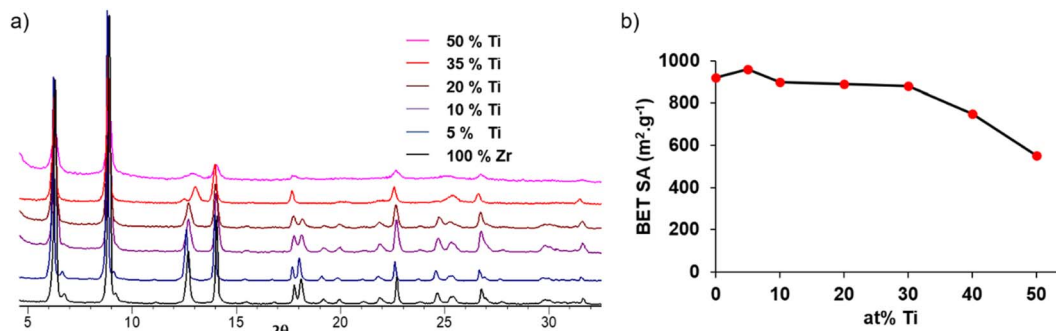 a)
50 % Ti
35 % Ti
20 % Ti
10 % Ti
5 % Ti
100 % Zr
5 10 15 20 25 30
2θ
b)
BET SA (m².g⁻¹)
1000
800
600
400
200
0
0 10 20 30 40 50
at% Ti